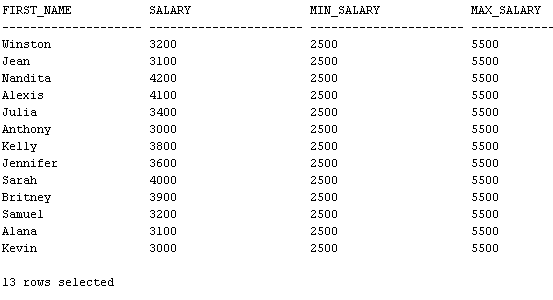 FIRST_NAME SALARY MIN_SALARY MAX_SALARY
-------------------- ---------------------- ---------------------- ------------
Winston 3200 2500 5500
Jean 3100 2500 5500
Nandita 4200 2500 5500
Alexis 4100 2500 5500
Julia 3400 2500 5500
Anthony 3000 2500 5500
Kelly 3800 2500 5500
Jennifer 3600 2500 5500
Sarah 4000 2500 5500
Britney 3900 2500 5500
Samuel 3200 2500 5500
Alana 3100 2500 5500
Kevin 3000 2500 5500
13 rows selected